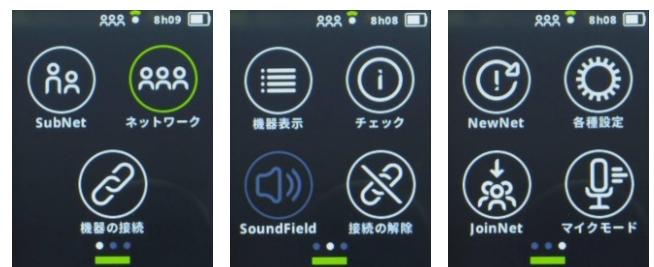 8h09
SubNet
ネットワーク
機器の接続
8h08
機器表示
チェック
SoundField
接続の解除
8h08
NewNet
各種設定
JoinNet
マイクモード